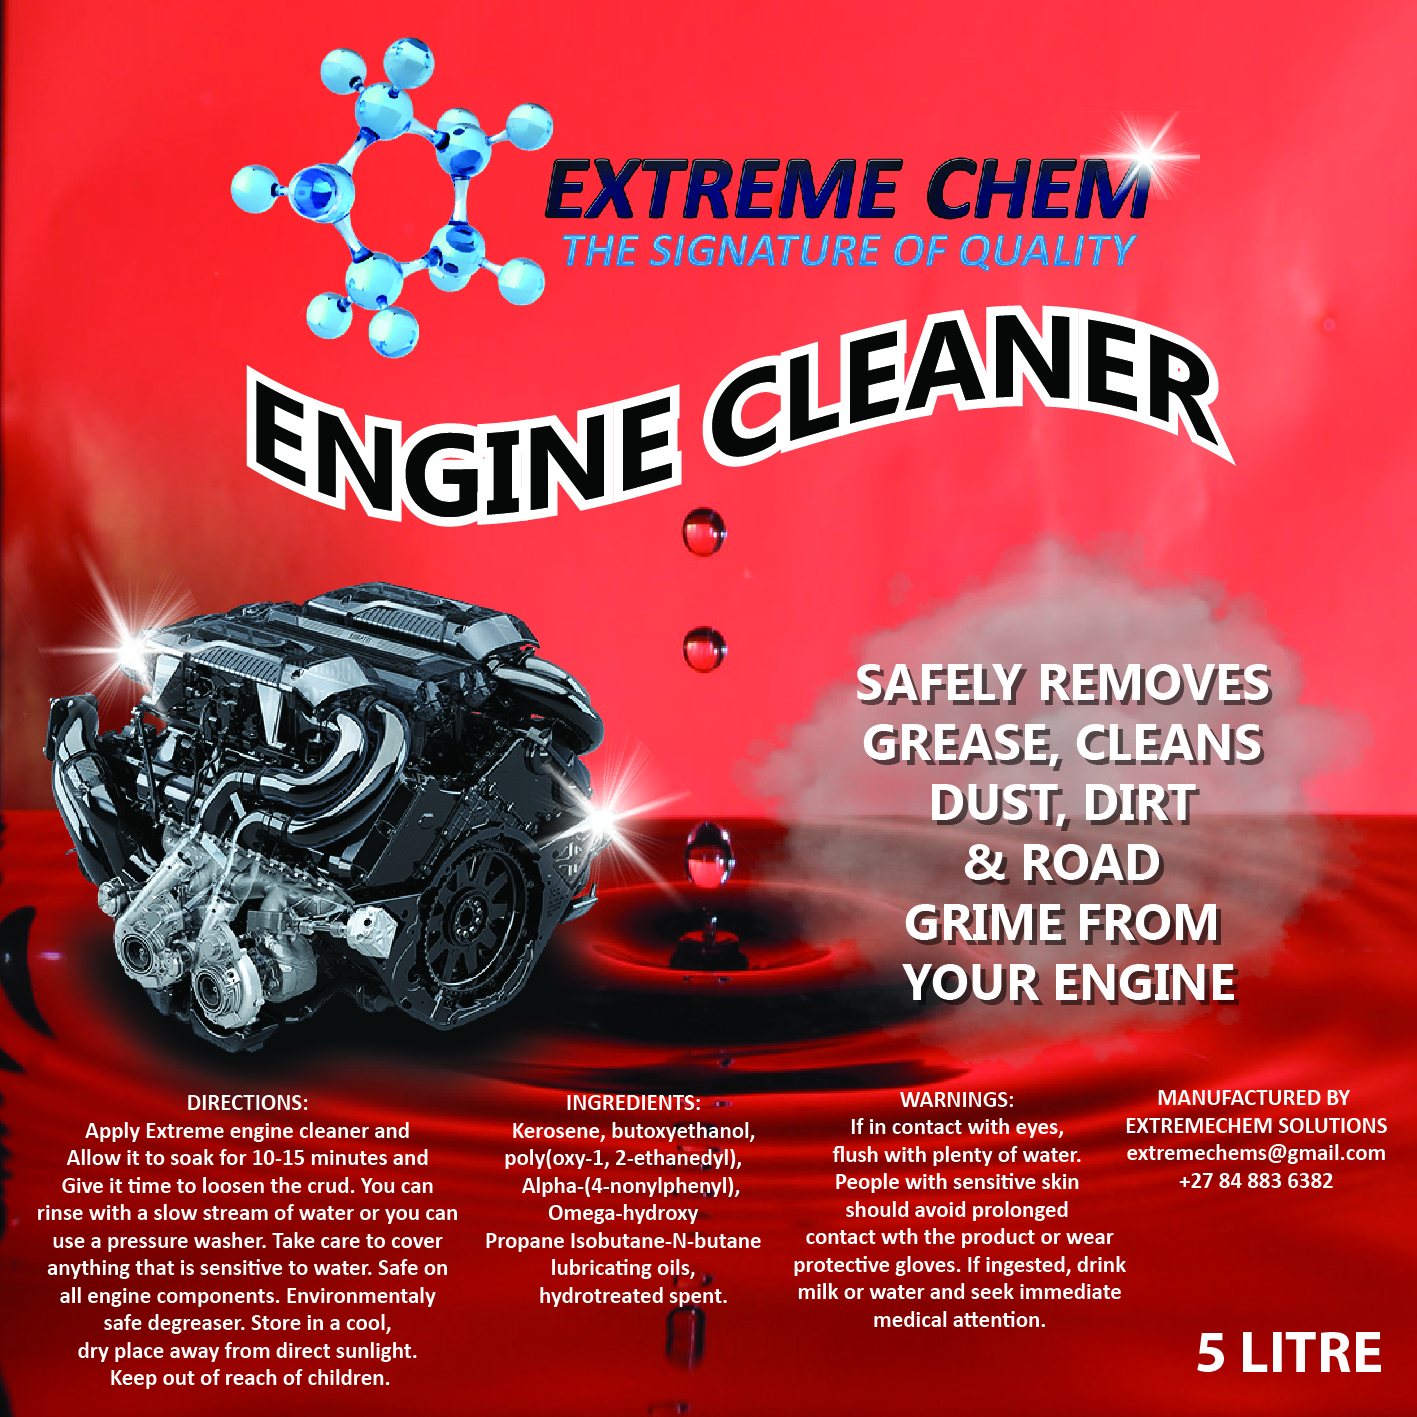 EXTREME CHEM
THE SIGNATURE OF QUALITY
ENGINE CLEANER
SAFELY REMOVES
GREASE, CLEANS
DUST, DIRT
& ROAD
GRIME FROM
YOUR ENGINE
DIRECTIONS:
Apply Extreme engine cleaner and
Allow it to soak for 10-15 minutes and
Give it time to loosen the crud. You can
rinse with a slow stream of water or you can
use a pressure washer. Take care to cover
anything that is sensitive to water. Safe on
all engine components. Environmentaly
safe degreaser. Store in a cool,
dry place away from direct sunlight.
Keep out of reach of children.
INGREDIENTS:
Kerosene, butoxyethanol,
poly(oxy-1, 2-ethanedyl),
Alpha-(4-nonylphenyl),
Omega-hydroxy
Propane Isobutane-N-butane
lubricating oils,
hydrotreated spent.
WARNINGS:
If in contact with eyes,
flush with plenty of water.
People with sensitive skin
should avoid prolonged
contact wth the product or wear
protective gloves. If ingested, drink
milk or water and seek immediate
medical attention.
MANUFACTURED BY
EXTREMECHEM SOLUTIONS
extremechems@gmail.com
+27 84 883 6382
5 LITRE